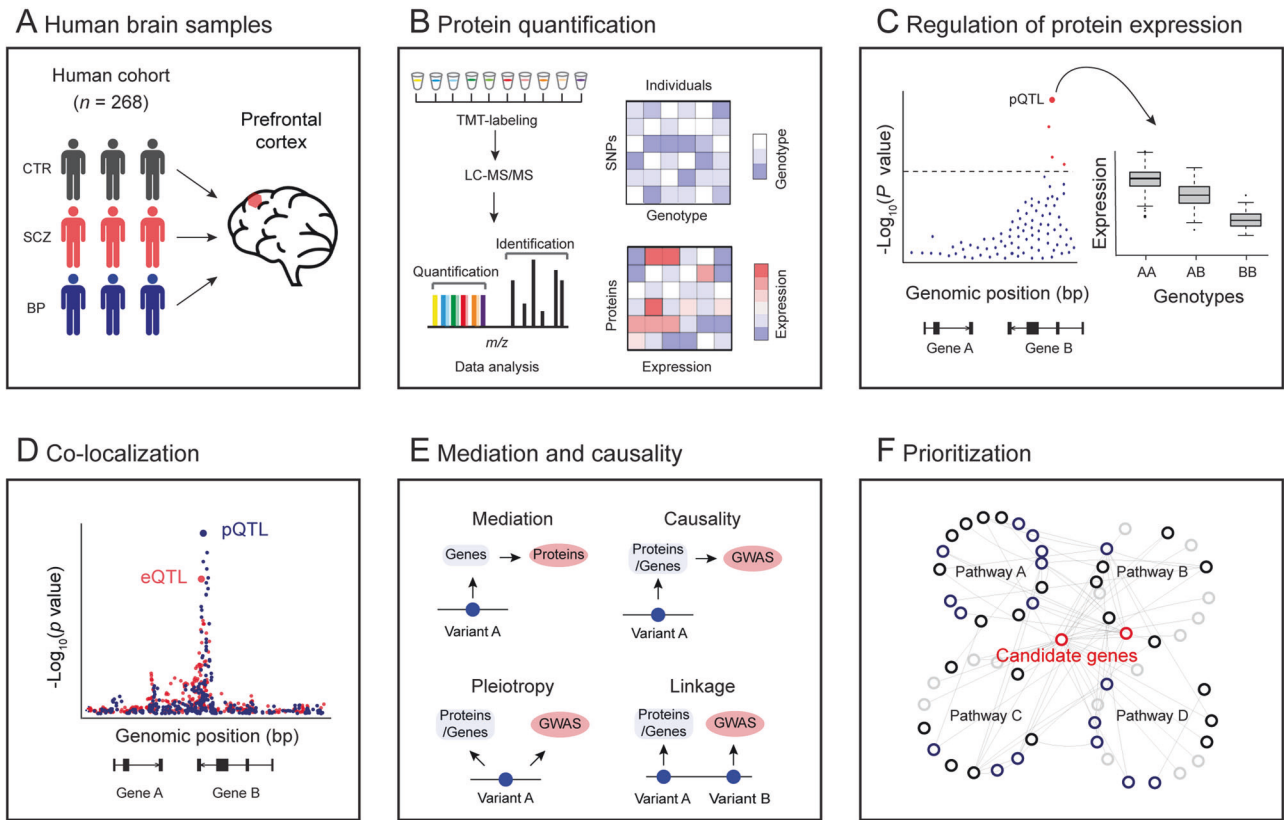 A Human brain samples
Human cohort
(n = 268)
Prefrontal
cortex
CTR
SCZ
BP
B Protein quantification
TMT-labeling
LC-MS/MS
Identification
Quantification
m/z
Data analysis
Individuals
SNPs
Genotype
Genotype
Proteins
Expression
Expression
C Regulation of protein expression
pQTL
-Log10(P value)
Expression
AA AB BB
Genomic position (bp)
Genotypes
Gene A Gene B
D Co-localization
pQTL
eQTL
-Log10(p value)
Genomic position (bp)
Gene A Gene B
E Mediation and causality
Mediation
Genes
Proteins
Variant A
Causality
Proteins
/Genes
GWAS
Variant A
Pleiotropy
Proteins
/Genes
GWAS
Variant A
Linkage
Proteins
/Genes
GWAS
Variant A Variant B
F Prioritization
Pathway A
Pathway B
Candidate genes
Pathway C
Pathway D